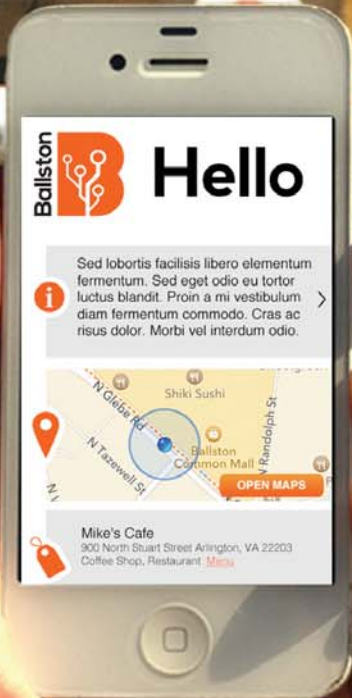 Ballston
Hello
Sed lobortis facilisis libero elementum
fermentum. Sed eget odio eu tortor
luctus blandit. Proin a mi vestibulum
diam fermentum commodo. Cras ac
risus dolor. Morbi vel interdum odio.
Shiki Sushi
N Glebe Rd
N Randolph St
Ballston
Common Mall
N Tazewell St
OPEN MAPS
Mike's Cafe
900 North Stuart Street Arlington, VA 22203
Coffee Shop, Restaurant Menu